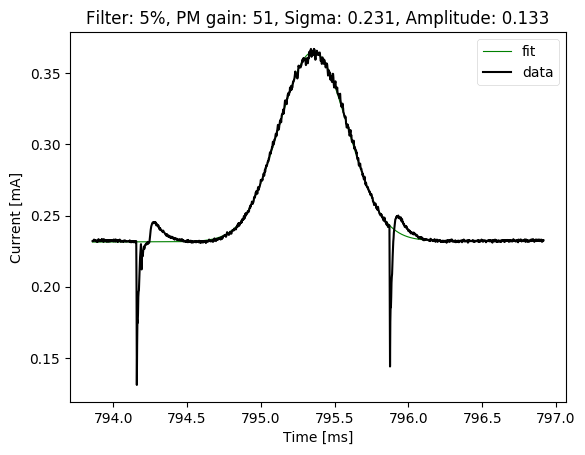 Filter: 5%, PM gain: 51, Sigma: 0.231, Amplitude: 0.133
fit
data
Currrent [mA]
0.35
0.30
0.25
0.20
0.15
794.0 794.5 795.0 795.5 796.0 796.5 797.0
Time [ms]